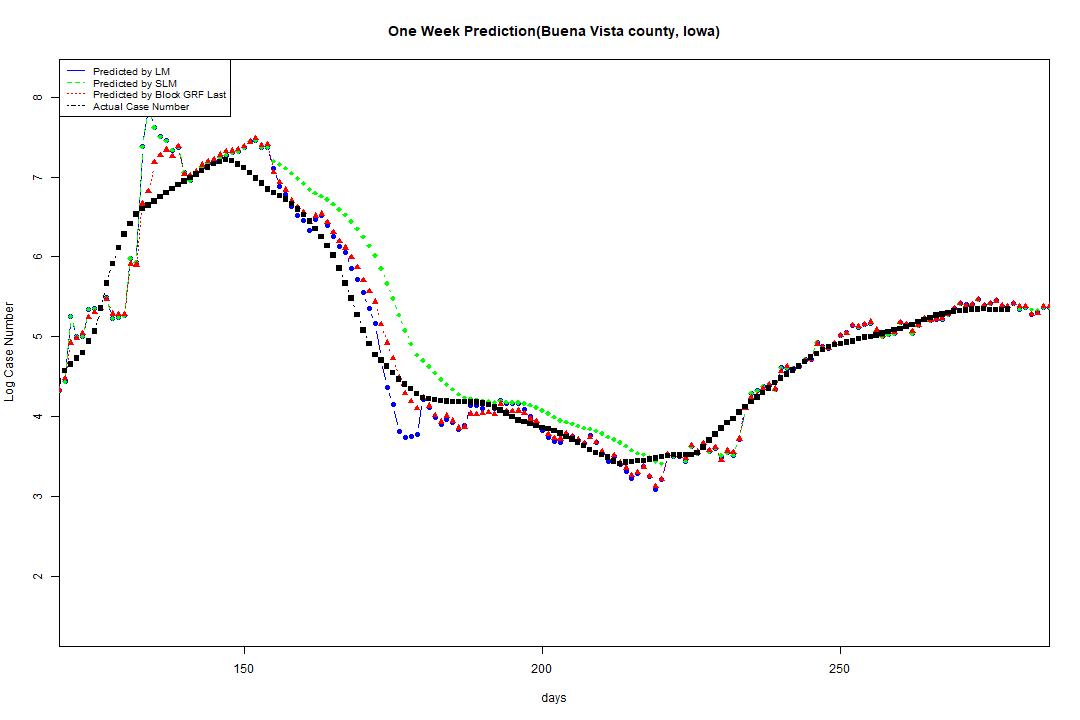 One Week Prediction(Buena Vista county, Iowa)
Predicted by LM
Predicted by SLM
Predicted by Block GRF Last
Actual Case Number
8
7
6
5
4
3
2
Log Case Number
150
200
250
days